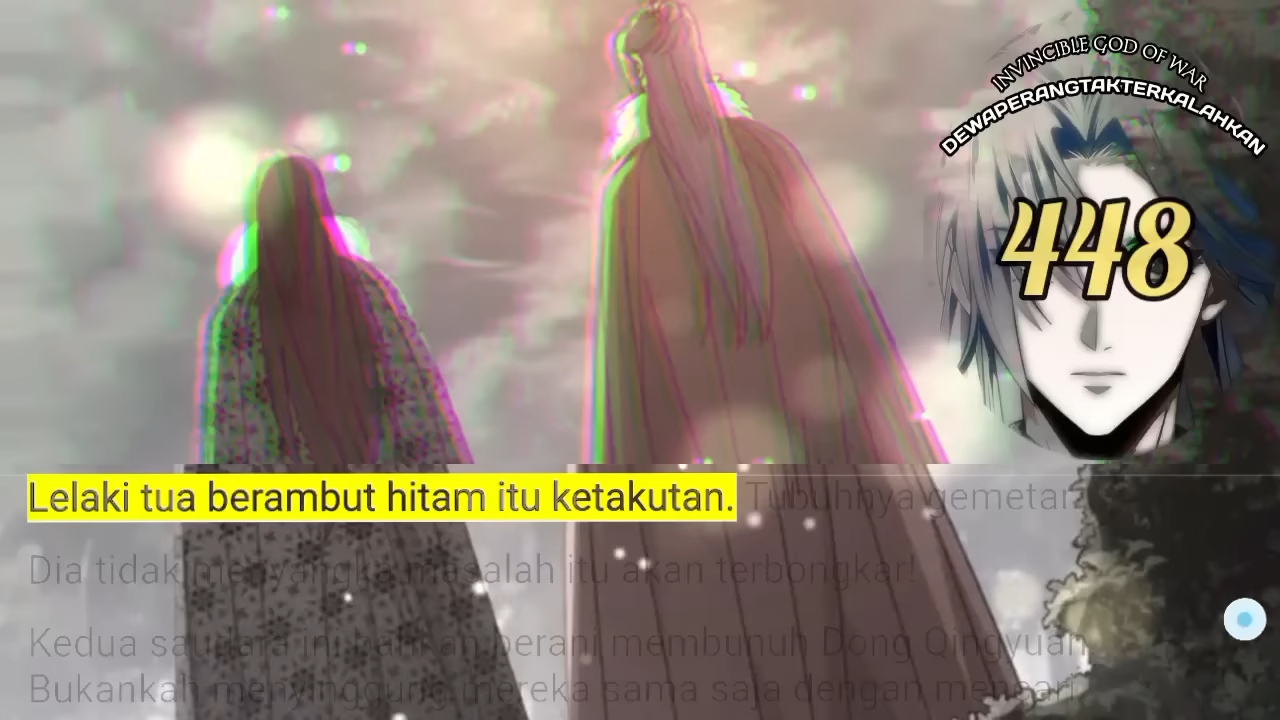 INVINCIBLE GOD OF WAR
DEWAPERANGTAKTERKALAHKAN
448
Lelaki tua berambut hitam itu ketakutan. Tubuhnya gemetar.
Dia tidak menyangka masalah itu akan terbongkar!
Kedua saudara ini bahkan berani membunuh Dong Qingyuan
Bukankah menyinggung mereka sama saja dengan mencari